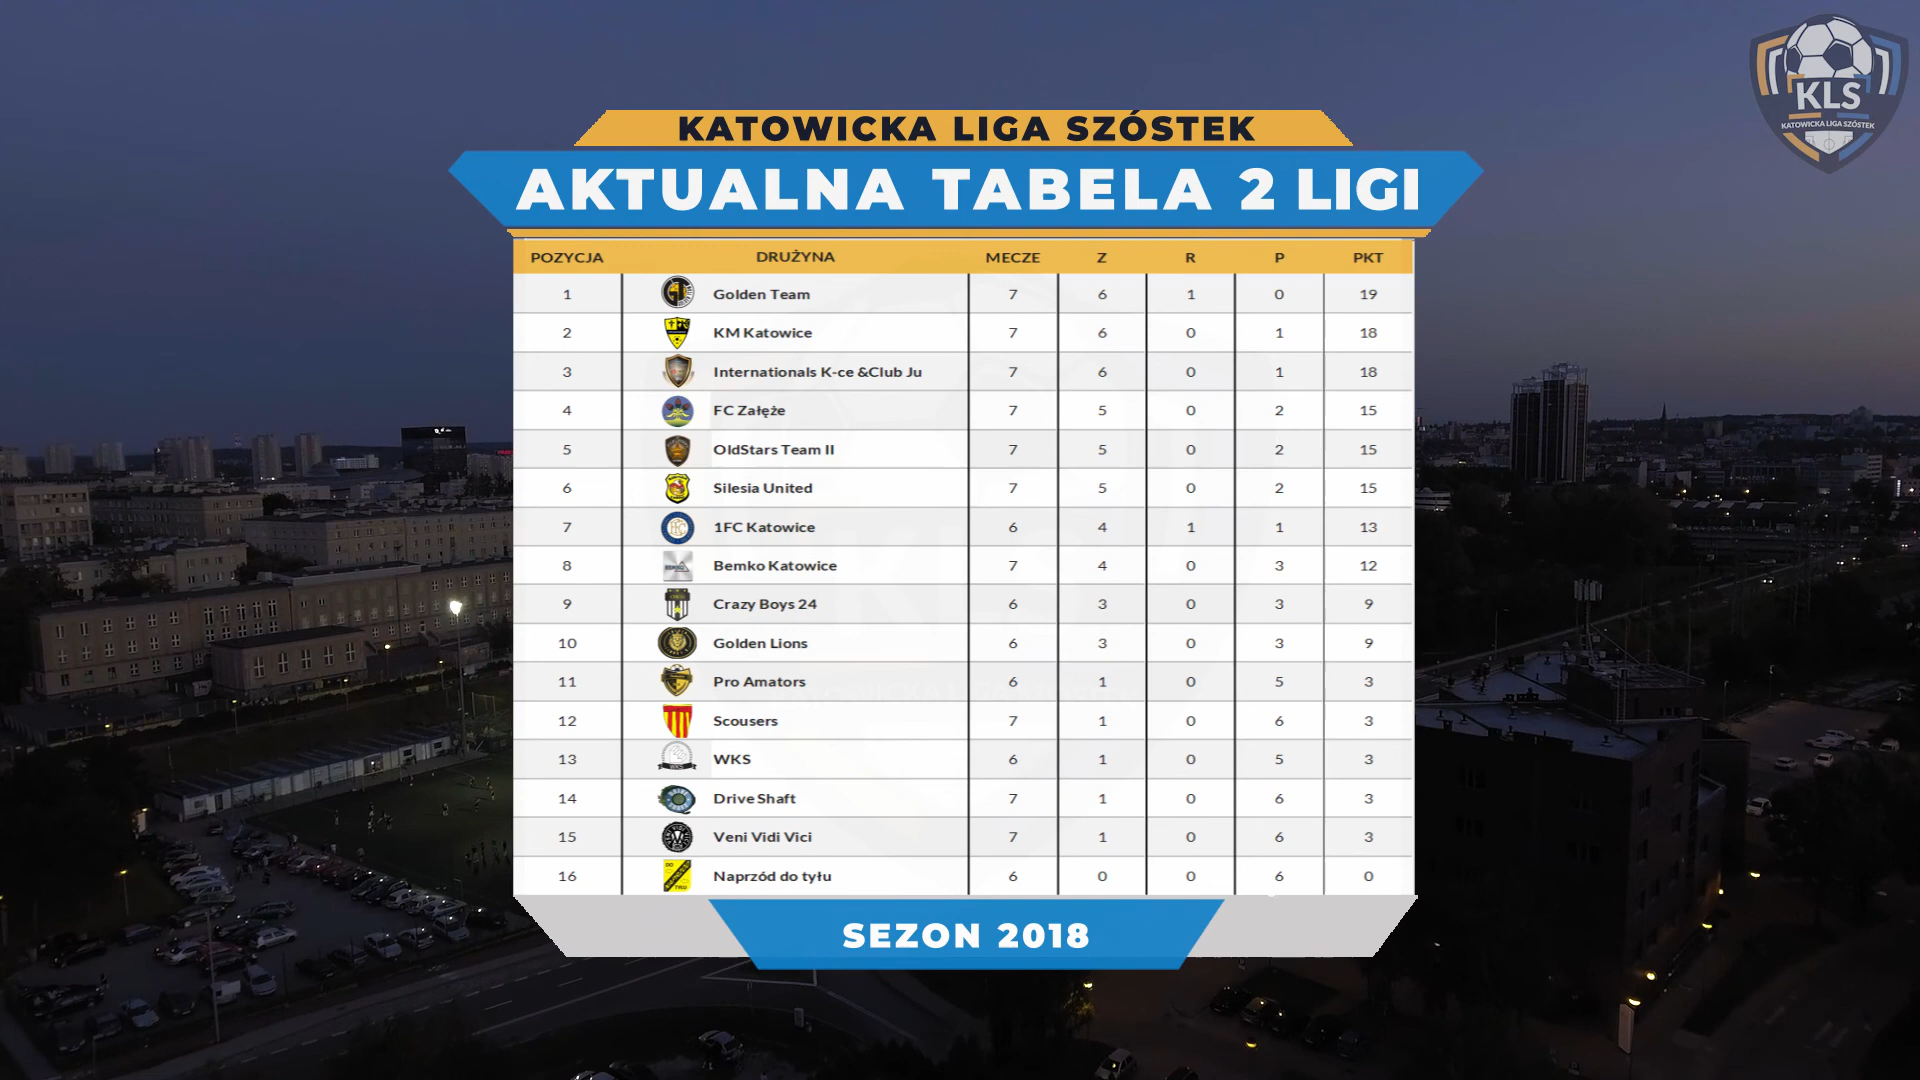 KLS
KATOWICKA LIGA SZÓSTEK
KATOWICKA LIGA SZÓSTEK
AKTUALNA TABELA 2 LIGI
POZYCJA DRUŻYNA MECZE Z R P PKT
1 Golden Team 7 6 1 0 19
2 KM Katowice 7 6 0 1 18
3 Internationals K-ce &Club Ju 7 6 0 1 18
4 FC Załęże 7 5 0 2 15
5 OldStars Team II 7 5 0 2 15
6 Silesia United 7 5 0 2 15
7 1FC Katowice 6 4 1 1 13
8 Bemko Katowice 7 4 0 3 12
9 Crazy Boys 24 6 3 0 3 9
10 Golden Lions 6 3 0 3 9
11 Pro Amators 6 1 0 5 3
12 Scousers 7 1 0 6 3
13 WKS 6 1 0 5 3
14 Drive Shaft 7 1 0 6 3
15 Veni Vidi Vici 7 1 0 6 3
16 Naprzód do tyłu 6 0 0 6 0
SEZON 2018